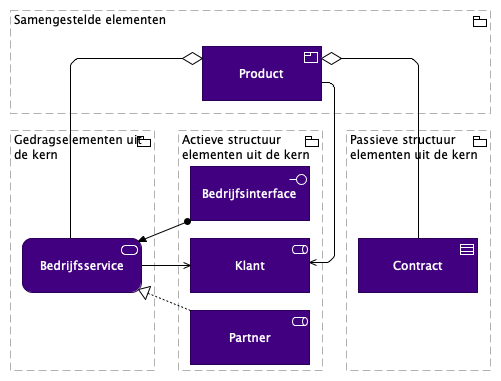 Samengestelde elementen
Product
Gedragselementen uit
de kern
Actieve structuur
elementen uit de kern
Passieve structuur
elementen uit de kern
Bedrijfsinterface
Bedrijfsservice
Klant
Contract
Partner